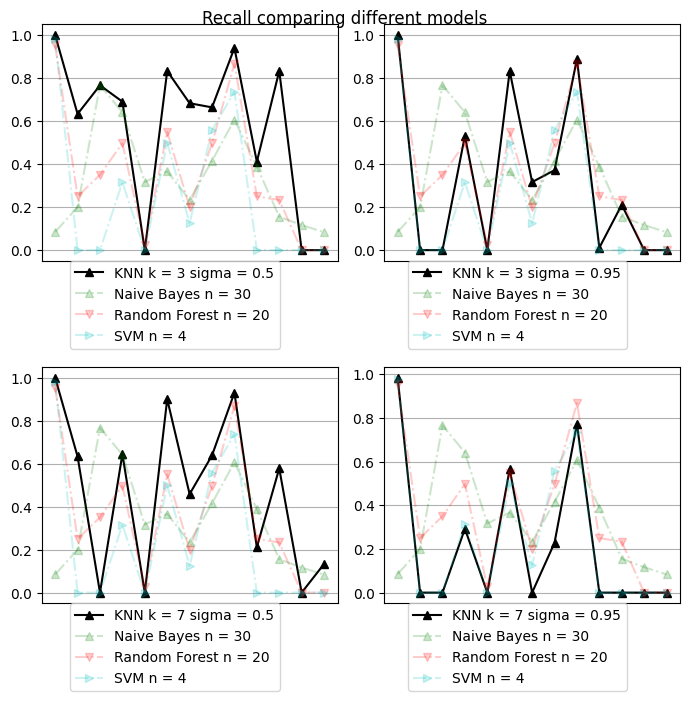 Recall comparing different models
1.0
0.8
0.6
0.4
0.2
0.0
KNN k = 3 sigma = 0.5
Naive Bayes n = 30
Random Forest n = 20
SVM n = 4
1.0
0.8
0.6
0.4
0.2
0.0
KNN k = 3 sigma = 0.95
Naive Bayes n = 30
Random Forest n = 20
SVM n = 4
1.0
0.8
0.6
0.4
0.2
0.0
KNN k = 7 sigma = 0.5
Naive Bayes n = 30
Random Forest n = 20
SVM n = 4
1.0
0.8
0.6
0.4
0.2
0.0
KNN k = 7 sigma = 0.95
Naive Bayes n = 30
Random Forest n = 20
SVM n = 4